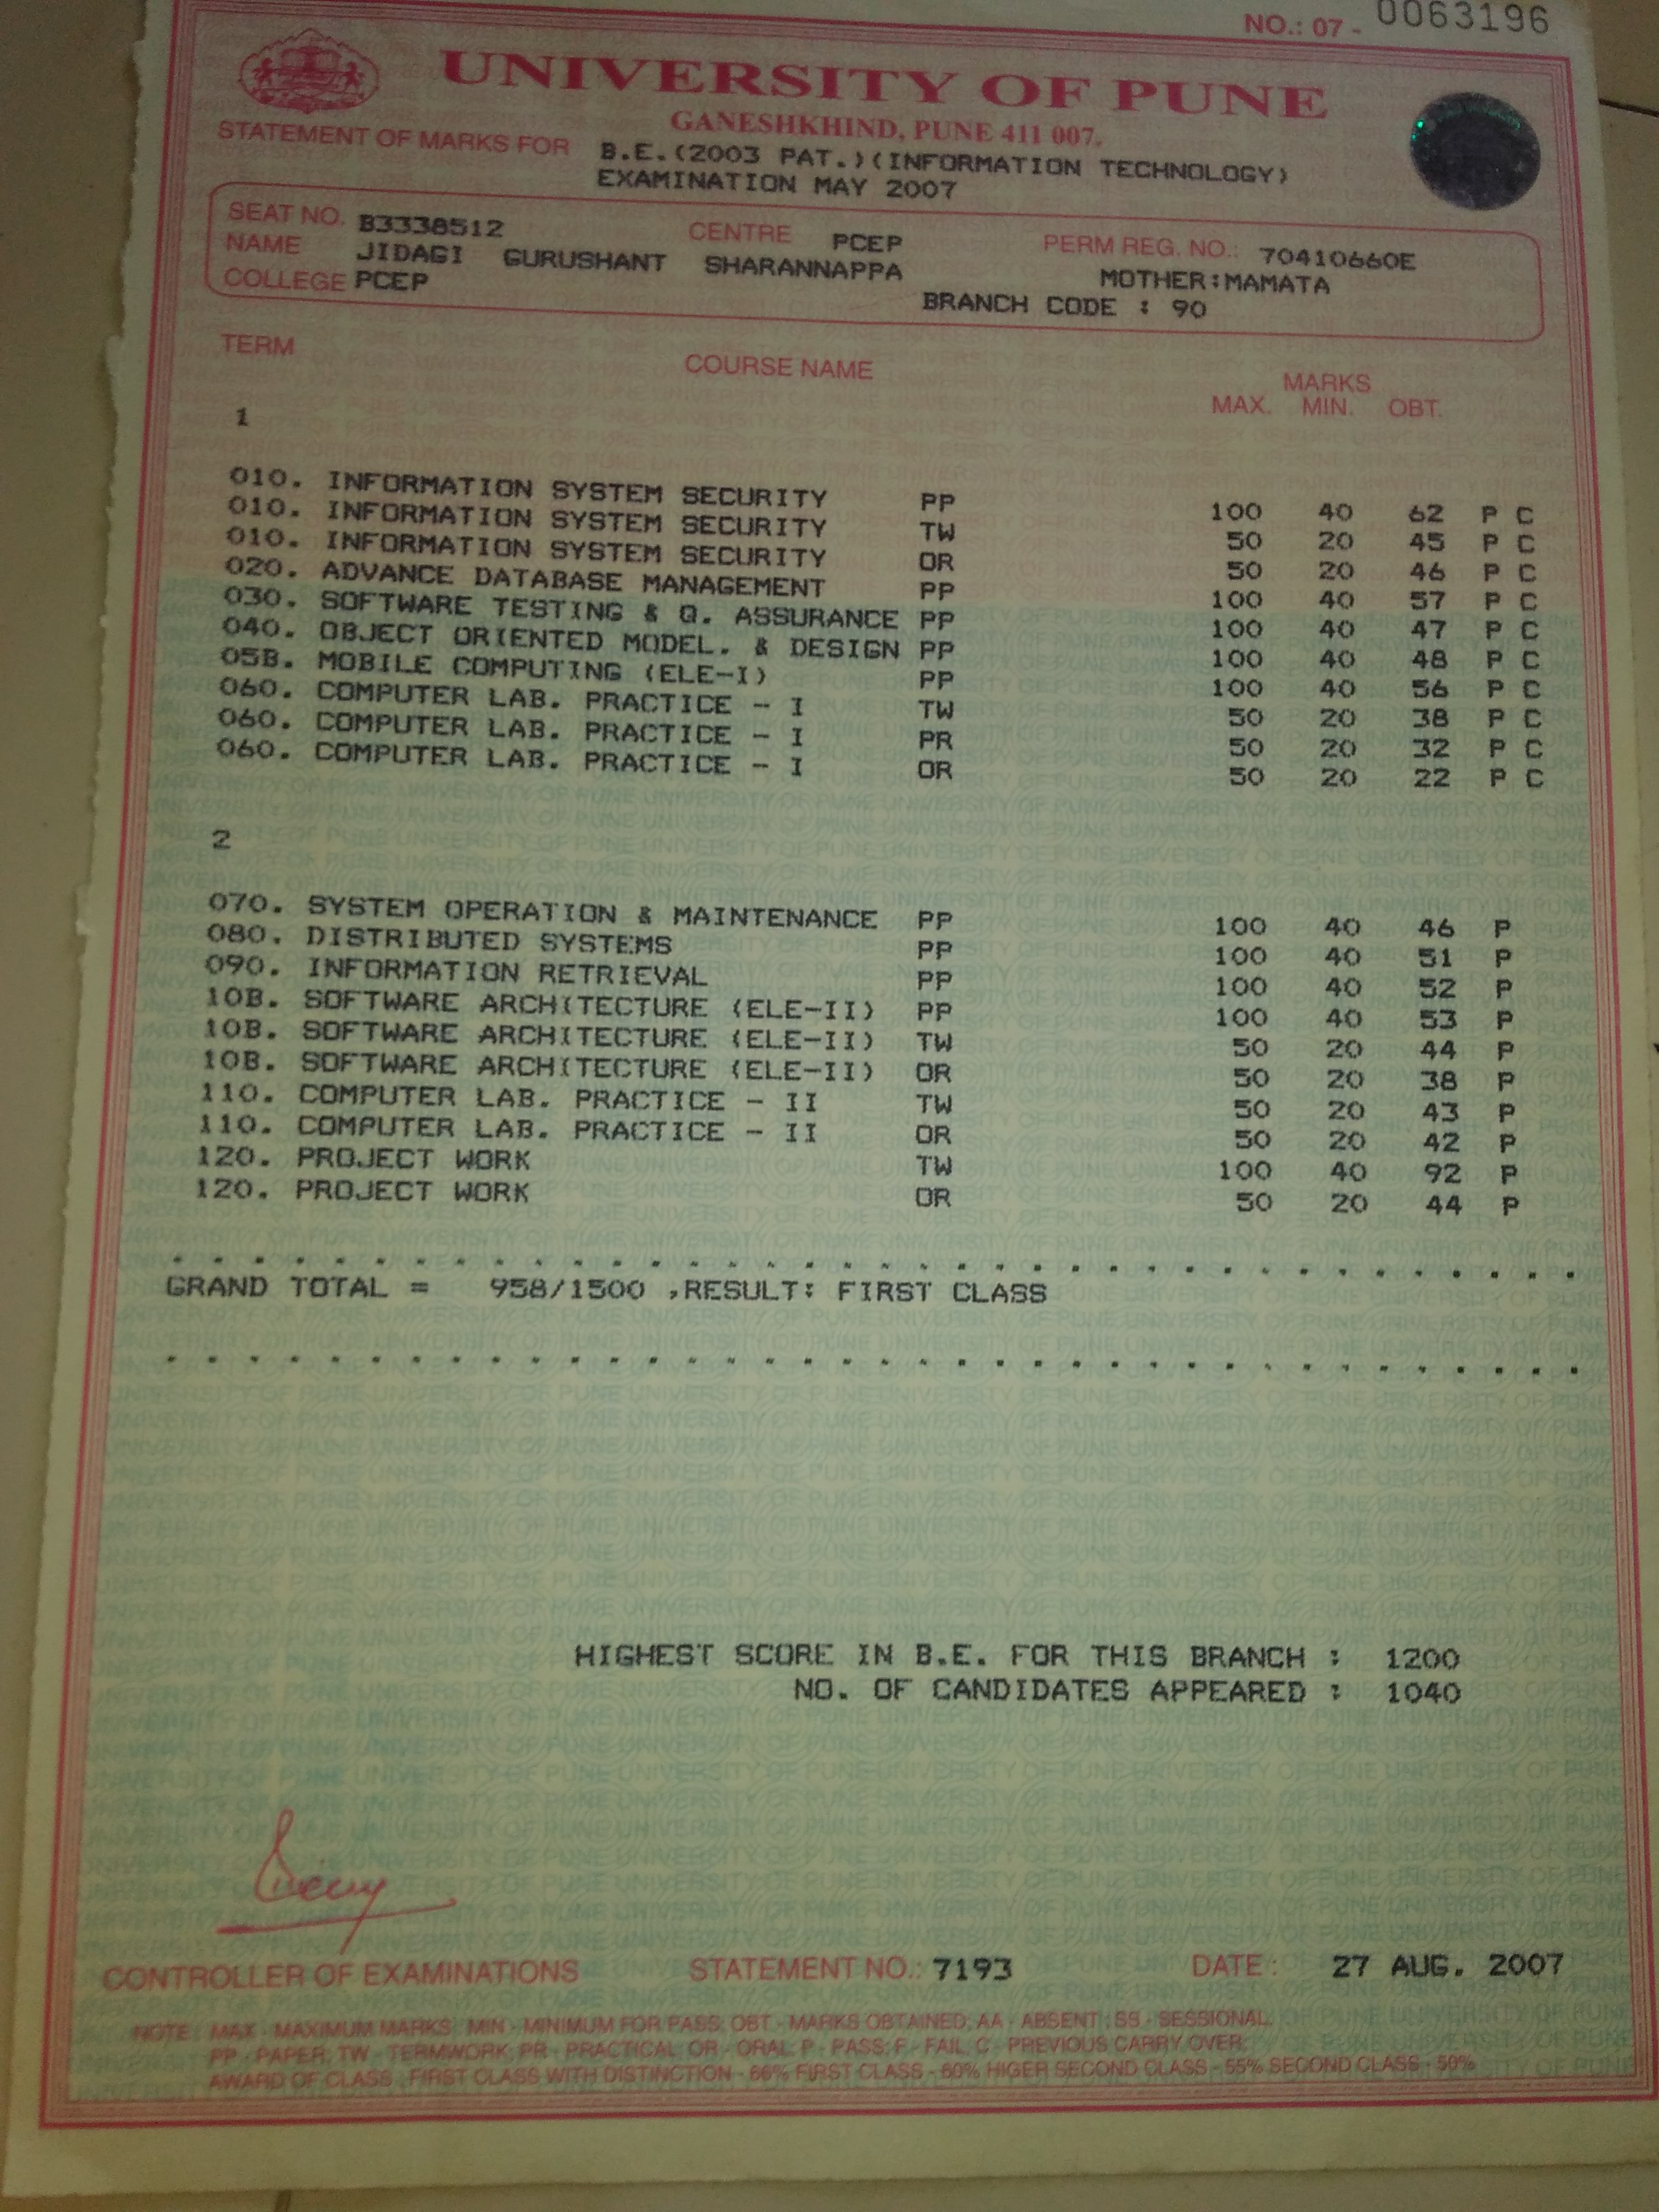 NO.: 07 - 0063196
UNIVERSITY OF PUNE
GANESHKHIND, PUNE 411 007.
STATEMENT OF MARKS FOR B.E.(2003 PAT.)(INFORMATION TECHNOLOGY)
EXAMINATION MAY 2007
SEAT NO. B3338512 CENTRE PCEP PERM REG. NO.: 70410660E
NAME JIDAGI GURUSHANT SHARANNAPPA MOTHER:MAMATA
COLLEGE PCEP BRANCH CODE : 90
TERM COURSE NAME MARKS
MAX. MIN. OBT.
1
010. INFORMATION SYSTEM SECURITY PP 100 40 62 P C
010. INFORMATION SYSTEM SECURITY TW 50 20 45 P C
010. INFORMATION SYSTEM SECURITY OR 50 20 46 P C
020. ADVANCE DATABASE MANAGEMENT PP 100 40 57 P C
030. SOFTWARE TESTING & Q. ASSURANCE PP 100 40 47 P C
040. OBJECT ORIENTED MODEL. & DESIGN PP 100 40 48 P C
05B. MOBILE COMPUTING (ELE-I) PP 100 40 56 P C
060. COMPUTER LAB. PRACTICE - I TW 50 20 38 P C
060. COMPUTER LAB. PRACTICE - I PR 50 20 32 P C
060. COMPUTER LAB. PRACTICE - I OR 50 20 22 P C
2
070. SYSTEM OPERATION & MAINTENANCE PP 100 40 46 P
080. DISTRIBUTED SYSTEMS PP 100 40 51 P
090. INFORMATION RETRIEVAL PP 100 40 52 P
10B. SOFTWARE ARCHITECTURE (ELE-II) PP 100 40 53 P
10B. SOFTWARE ARCHITECTURE (ELE-II) TW 50 20 44 P
10B. SOFTWARE ARCHITECTURE (ELE-II) OR 50 20 38 P
110. COMPUTER LAB. PRACTICE - II TW 50 20 43 P
110. COMPUTER LAB. PRACTICE - II OR 50 20 42 P
120. PROJECT WORK TW 100 40 92 P
120. PROJECT WORK OR 50 20 44 P
GRAND TOTAL = 958/1500 ,RESULT: FIRST CLASS
HIGHEST SCORE IN B.E. FOR THIS BRANCH : 1200
NO. OF CANDIDATES APPEARED : 1040
CONTROLLER OF EXAMINATIONS STATEMENT NO.: 7193 DATE : 27 AUG. 2007
NOTE : MAX - MAXIMUM MARKS; MIN - MINIMUM FOR PASS; OBT - MARKS OBTAINED; AA - ABSENT; SS - SESSIONAL
PP - PAPER; TW - TERMWORK; PR - PRACTICAL; OR - ORAL; P - PASS; F - FAIL; C - PREVIOUS CARRY OVER;
AWARD OF CLASS : FIRST CLASS WITH DISTINCTION - 66% FIRST CLASS - 60% HIGER SECOND CLASS - 55% SECOND CLASS - 50%